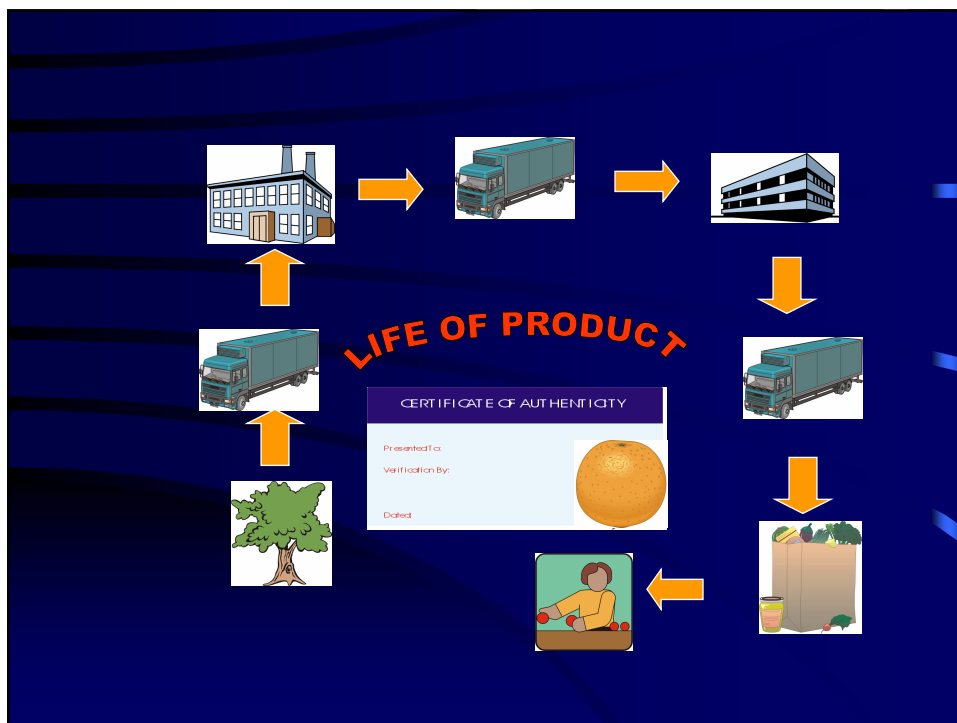 LIFE OF PRODUCT
CERTIFICATE OF AUTHENTICITY
Presented To:
Verification By:
Dated: